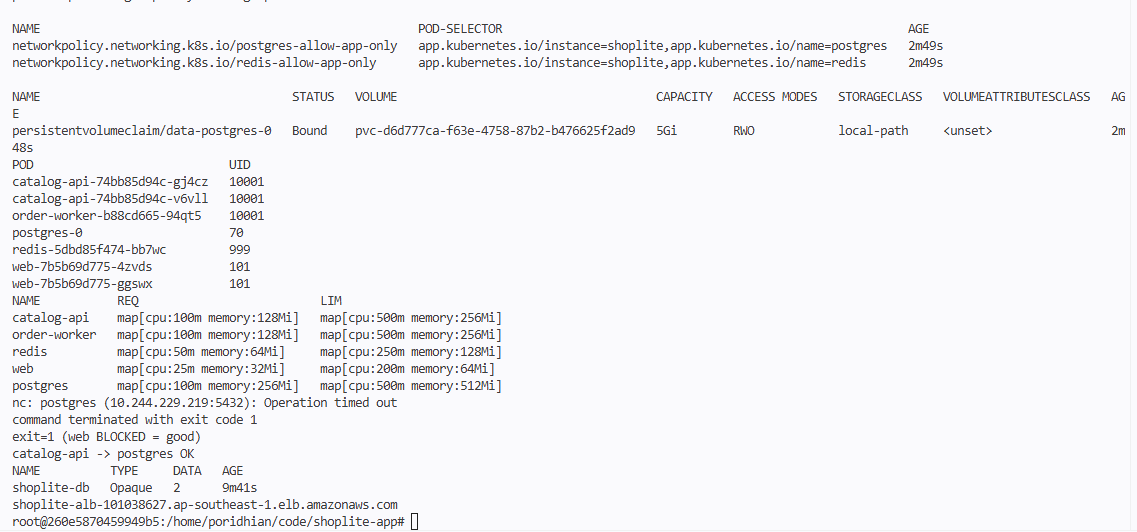 NAME POD-SELECTOR AGE
networkpolicy.networking.k8s.io/postgres-allow-app-only app.kubernetes.io/instance=shoplite,app.kubernetes.io/name=postgres 2m49s
networkpolicy.networking.k8s.io/redis-allow-app-only app.kubernetes.io/instance=shoplite,app.kubernetes.io/name=redis 2m49s
NAME STATUS VOLUME CAPACITY ACCESS MODES STORAGECLASS VOLUMEATTRIBUTESCLASS AG
E
persistentvolumeclaim/data-postgres-0 Bound pvc-d6d777ca-f63e-4758-87b2-b476625f2ad9 5Gi RWO local-path <unset> 2m
48s
POD UID
catalog-api-74bb85d94c-gj4cz 10001
catalog-api-74bb85d94c-v6vll 10001
order-worker-b88cd665-94qt5 10001
postgres-0 70
redis-5dbd85f474-bb7wc 999
web-7b5b69d775-4zvds 101
web-7b5b69d775-ggswx 101
NAME REQ LIM
catalog-api map[cpu:100m memory:128Mi] map[cpu:500m memory:256Mi]
order-worker map[cpu:100m memory:128Mi] map[cpu:500m memory:256Mi]
redis map[cpu:50m memory:64Mi] map[cpu:250m memory:128Mi]
web map[cpu:25m memory:32Mi] map[cpu:200m memory:64Mi]
postgres map[cpu:100m memory:256Mi] map[cpu:500m memory:512Mi]
nc: postgres (10.244.229.219:5432): Operation timed out
command terminated with exit code 1
exit=1 (web BLOCKED = good)
catalog-api -> postgres OK
NAME TYPE DATA AGE
shoplite-db Opaque 2 9m41s
shoplite-alb-101038627.ap-southeast-1.elb.amazonaws.com
root@260e5870459949b5:/home/poridhian/code/shoplite-app#